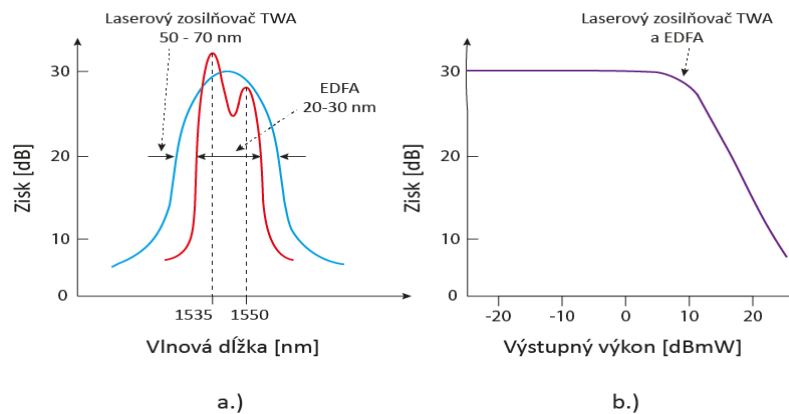 Laserový zosilňovač TWA
50 - 70 nm
EDFA
20-30 nm
Zisk [dB]
30
20
10
0
1535
1550
Vlnová dĺžka [nm]
a.)
Laserový zosilňovač TWA
a EDFA
Zisk [dB]
30
20
10
0
-20
-10
0
10
20
Výstupný výkon [dBmW]
b.)